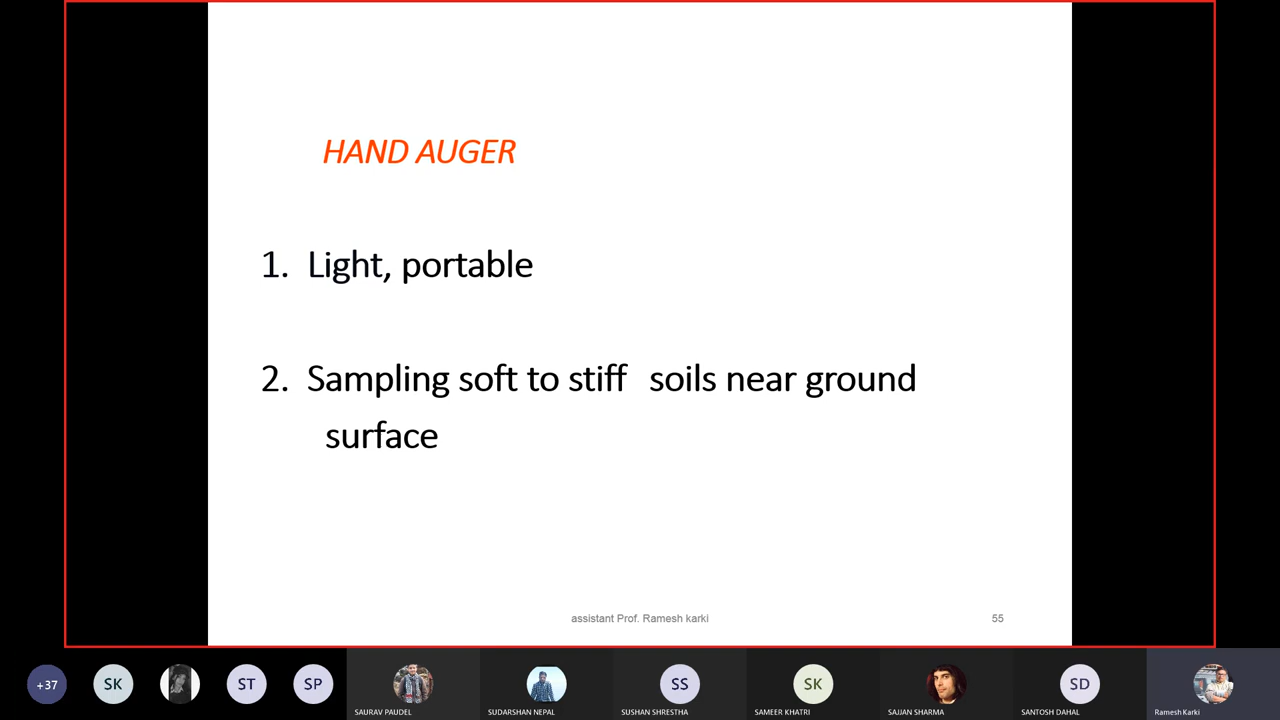 HAND AUGER
1. Light, portable
2. Sampling soft to stiff soils near ground
surface
assistant Prof. Ramesh karki
55
+37
SK
ST
SP
SS
SK
SD
SAURAV PAUDEL
SUDARSHAN NEPAL
SUSHAN SHRESTHA
SAMEER KHATRI
SAJJAN SHARMA
SANTOSH DAHAL
Ramesh Karki